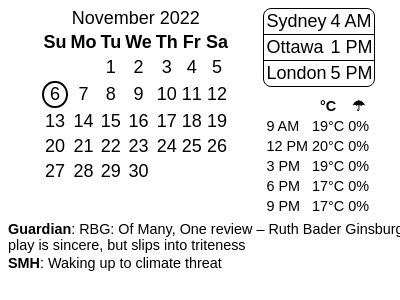 November 2022
Su Mo Tu We Th Fr Sa
1 2 3 4 5
6 7 8 9 10 11 12
13 14 15 16 17 18 19
20 21 22 23 24 25 26
27 28 29 30
Sydney 4 AM
Ottawa 1 PM
London 5 PM
°C ☂
9 AM 19°C 0%
12 PM 20°C 0%
3 PM 19°C 0%
6 PM 17°C 0%
9 PM 17°C 0%
Guardian: RBG: Of Many, One review – Ruth Bader Ginsburg
play is sincere, but slips into triteness
SMH: Waking up to climate threat